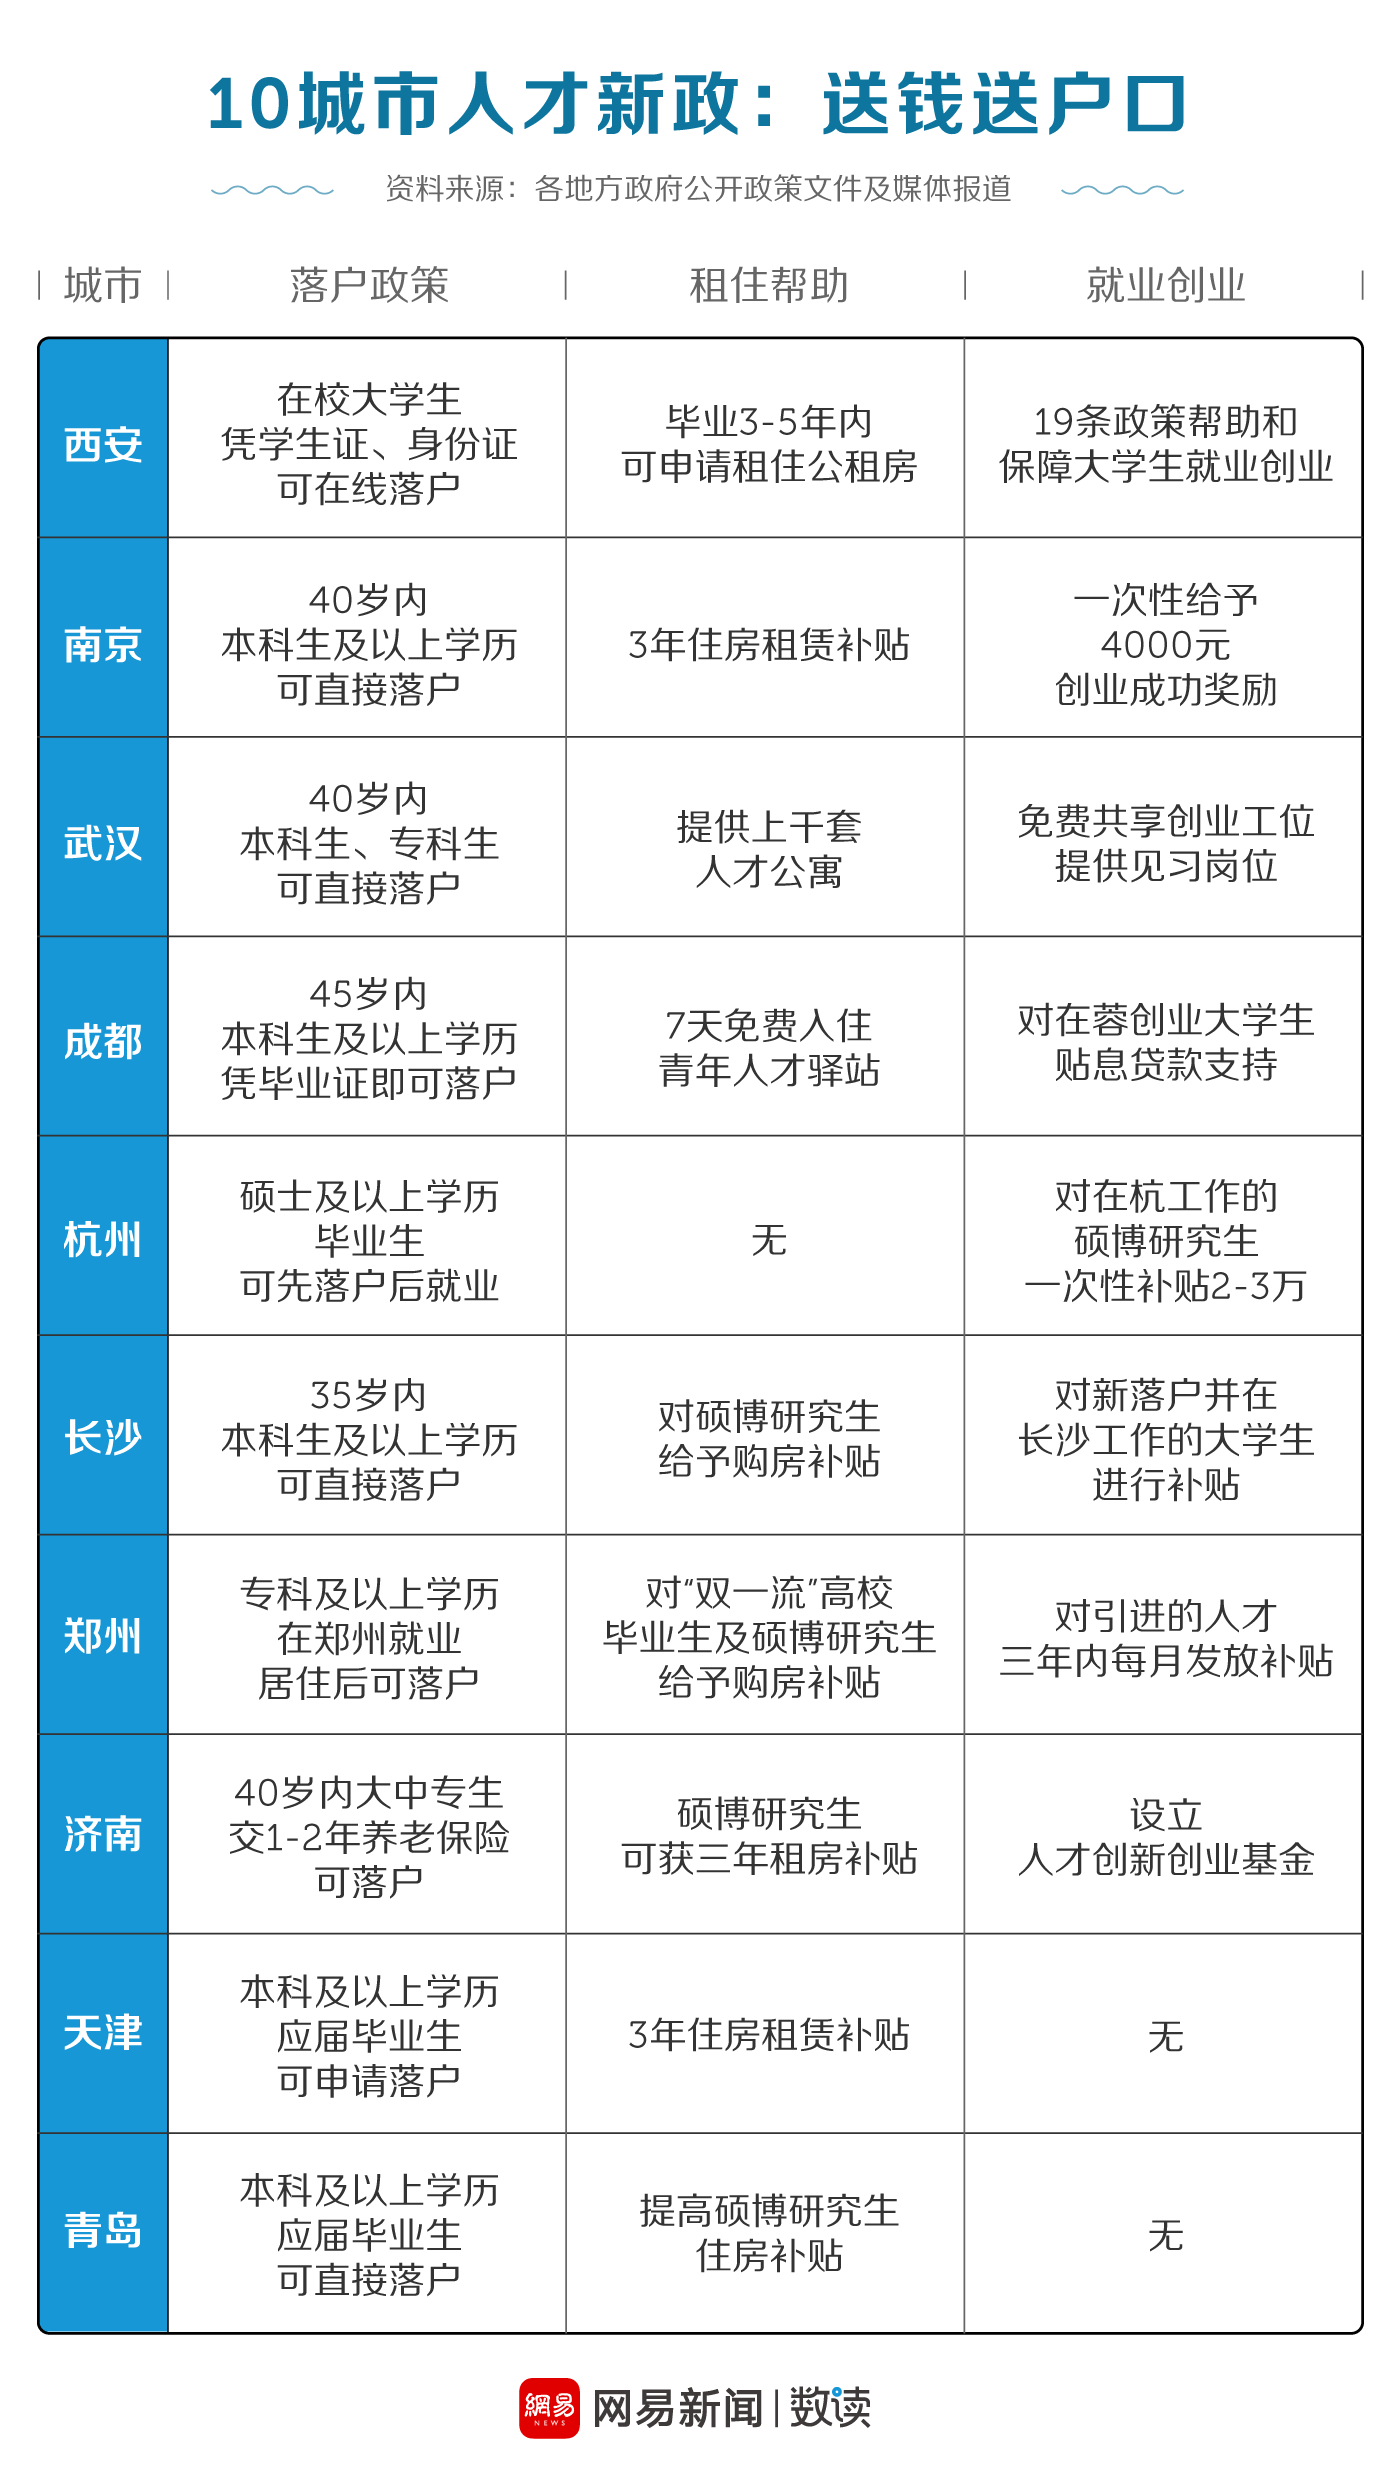 10城市人才新政：送钱送户口
资料来源：各地方政府公开政策文件及媒体报道
城市 落户政策 租住帮助 就业创业
西安
在校大学生
凭学生证、身份证
可在线落户
毕业3-5年内
可申请租住公租房
19条政策帮助和
保障大学生就业创业
南京
40岁内
本科生及以上学历
可直接落户
3年住房租赁补贴
一次性给予
4000元
创业成功奖励
武汉
40岁内
本科生、专科生
可直接落户
提供上千套
人才公寓
免费共享创业工位
提供见习岗位
成都
45岁内
本科生及以上学历
凭毕业证即可落户
7天免费入住
青年人才驿站
对在蓉创业大学生
贴息贷款支持
杭州
硕士及以上学历
毕业生
可先落户后就业
无
对在杭工作的
硕博研究生
一次性补贴2-3万
长沙
35岁内
本科生及以上学历
可直接落户
对硕博研究生
给予购房补贴
对新落户并在
长沙工作的大学生
进行补贴
郑州
专科及以上学历
在郑州就业
居住后可落户
对“双一流”高校
毕业生及硕博研究生
给予购房补贴
对引进的人才
三年内每月发放补贴
济南
40岁内大中专生
交1-2年养老保险
可落户
硕博研究生
可获三年租房补贴
设立
人才创新创业基金
天津
本科及以上学历
应届毕业生
可申请落户
3年住房租赁补贴
无
青岛
本科及以上学历
应届毕业生
可直接落户
提高硕博研究生
住房补贴
无
網易
NEWS
网易新闻 | 数读